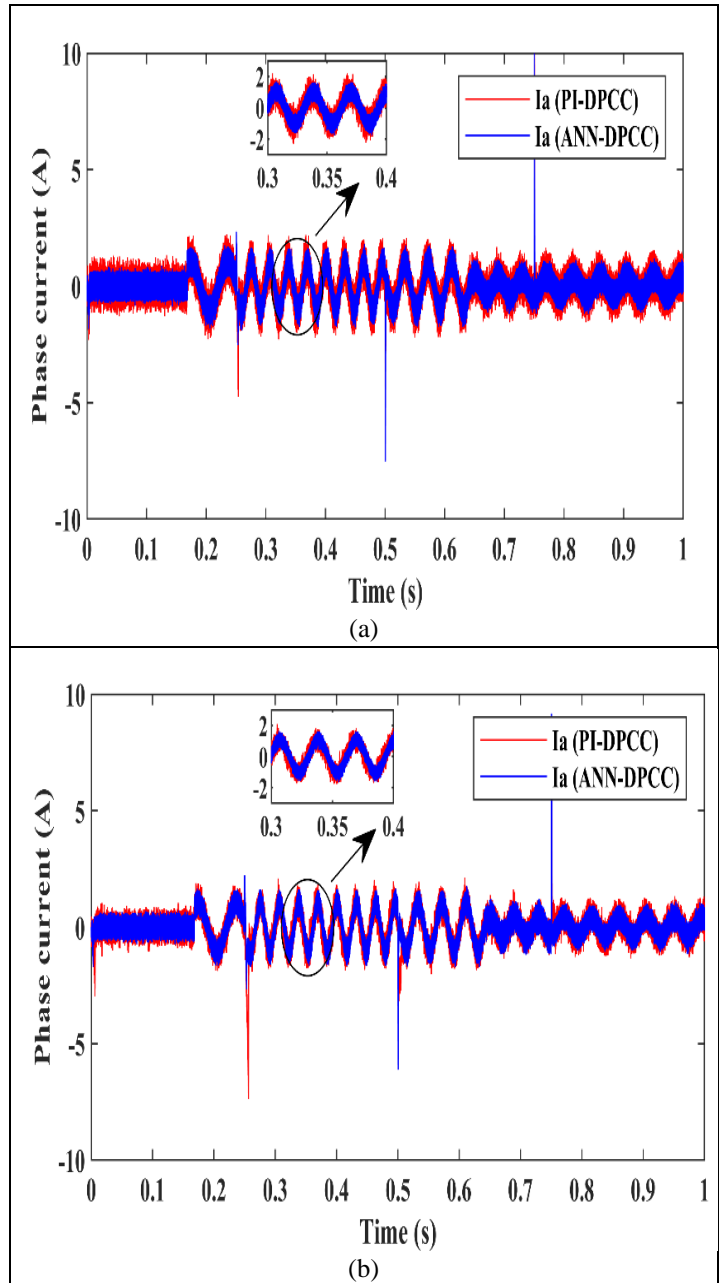 10
5
0
-5
-10
Phase current (A)
2
0
-2
0.3 0.35 0.4
Ia (PI-DPCC)
Ia (ANN-DPCC)
0 0.1 0.2 0.3 0.4 0.5 0.6 0.7 0.8 0.9 1
Time (s)
(a)
10
5
0
-5
-10
Phase current (A)
2
0
-2
0.3 0.35 0.4
Ia (PI-DPCC)
Ia (ANN-DPCC)
0 0.1 0.2 0.3 0.4 0.5 0.6 0.7 0.8 0.9 1
Time (s)
(b)